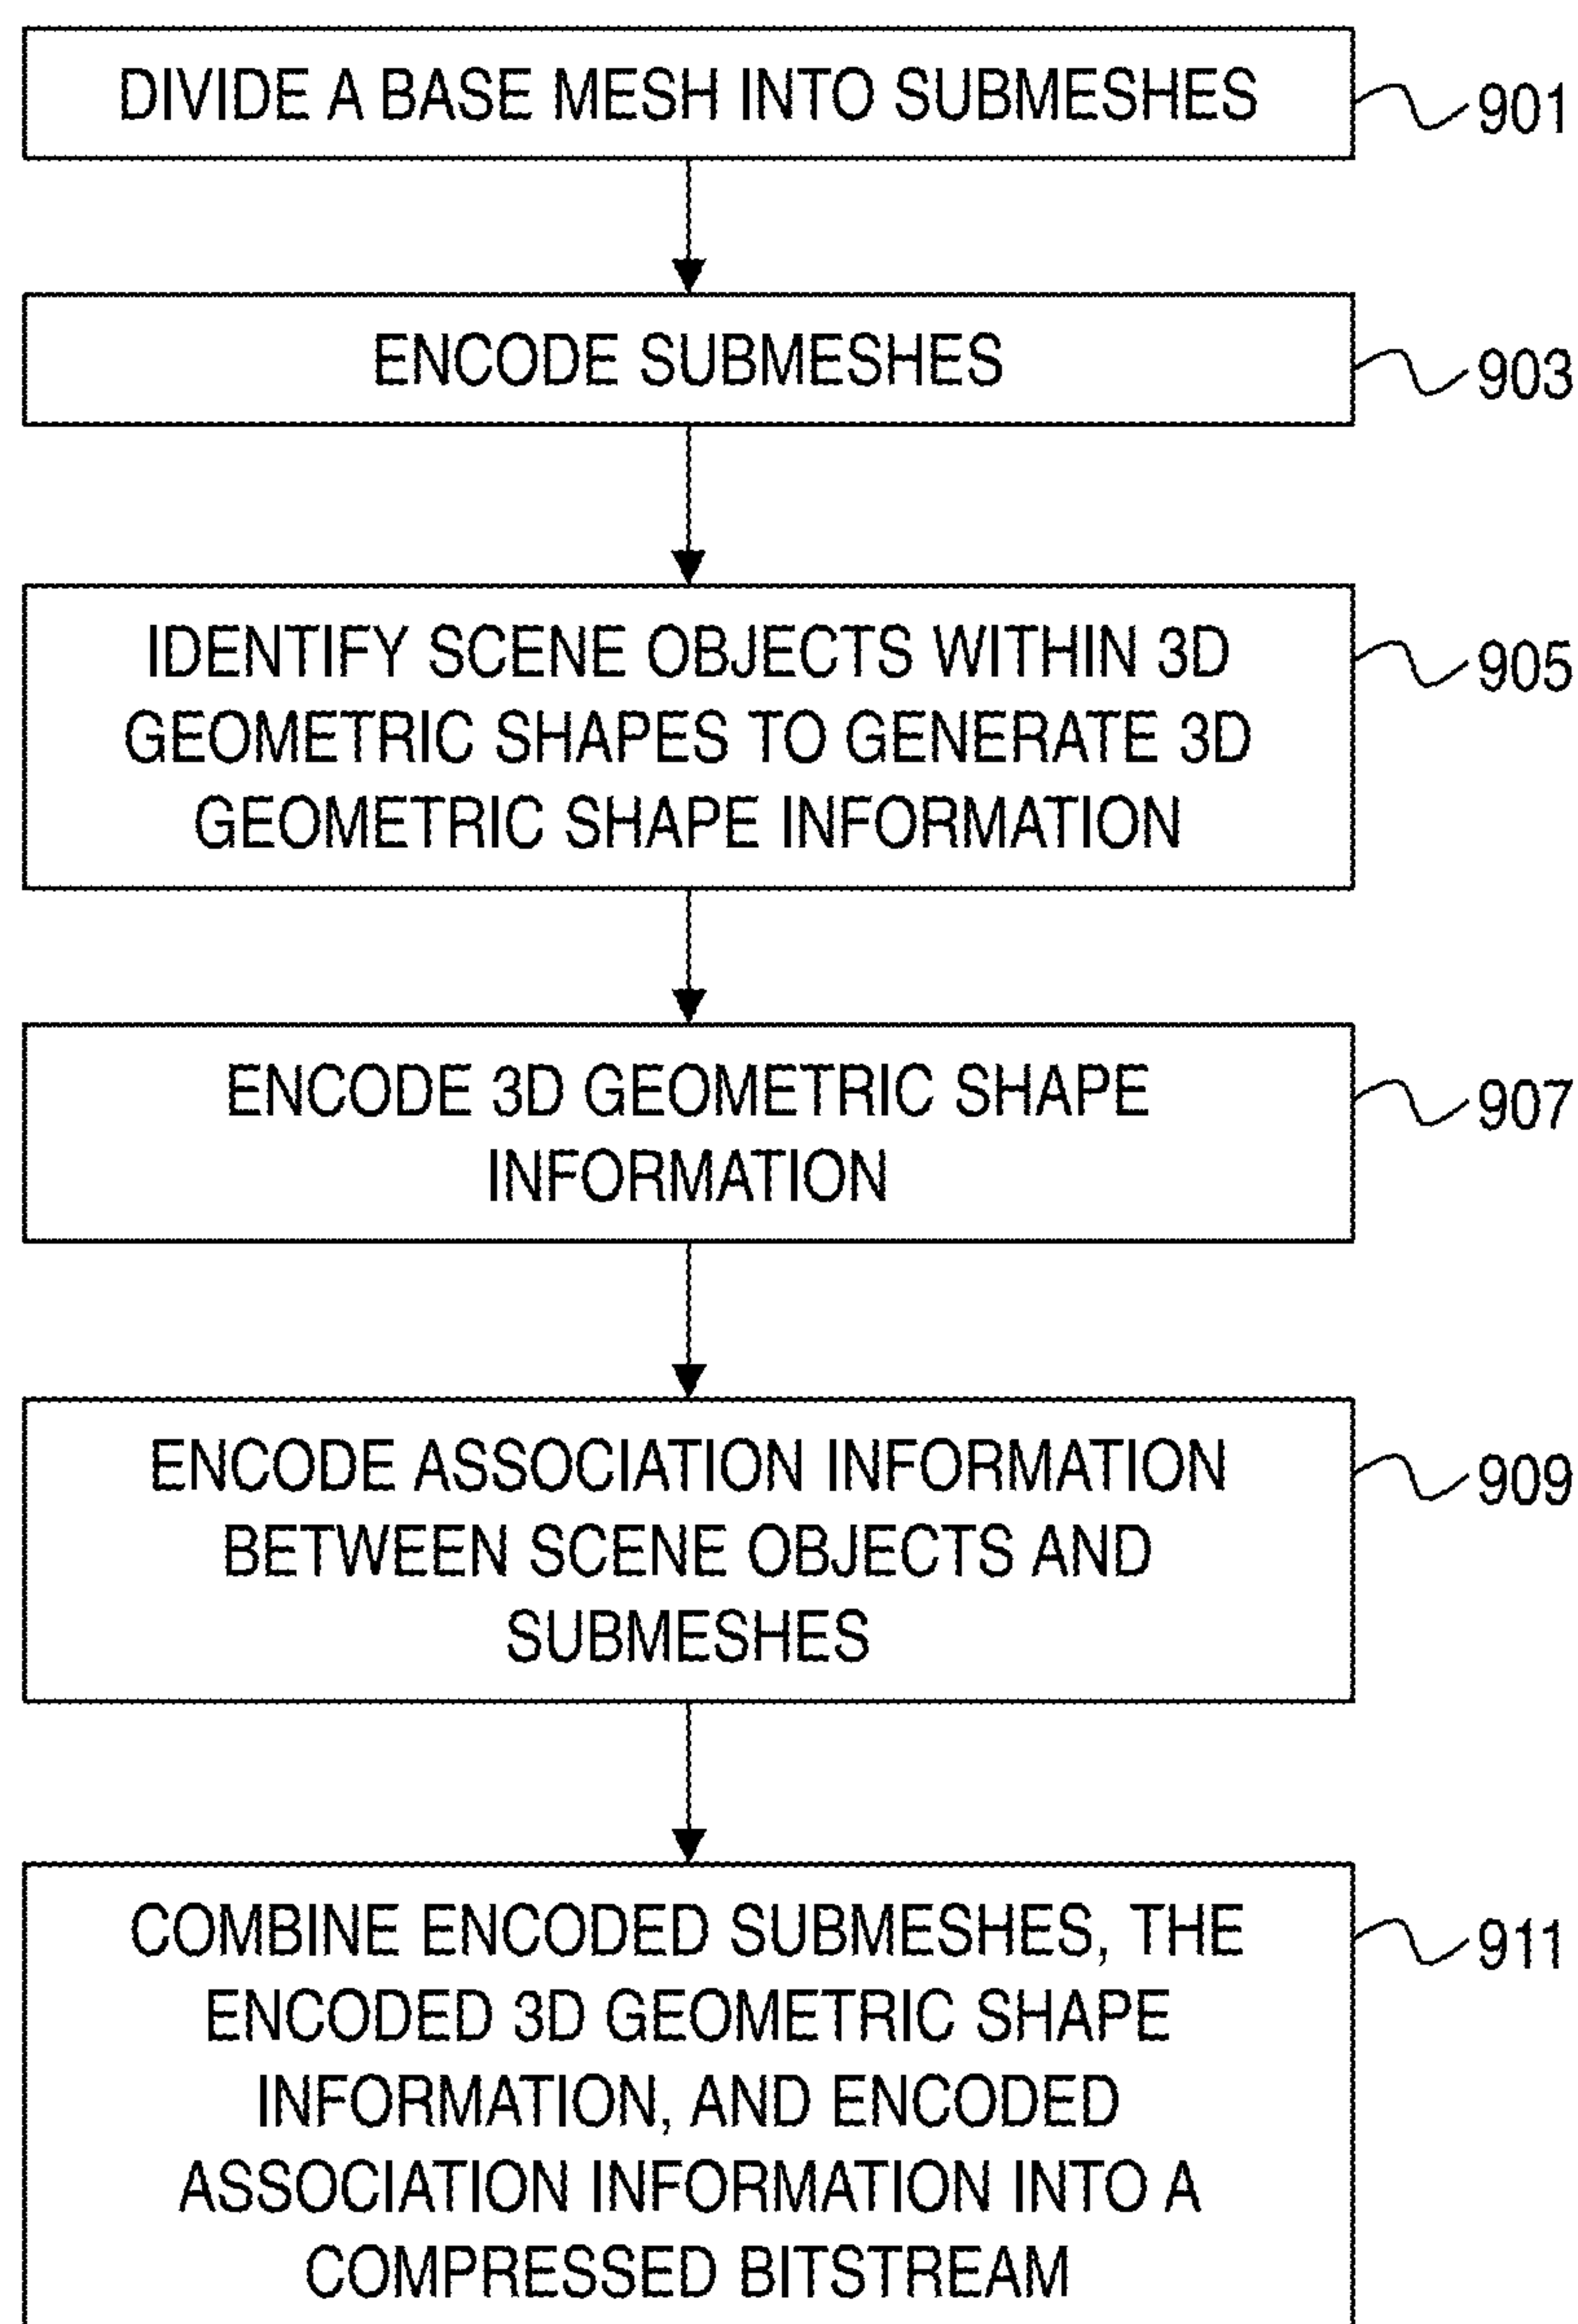 DIVIDE A BASE MESH INTO SUBMESHES
901
ENCODE SUBMESHES
903
IDENTIFY SCENE OBJECTS WITHIN 3D
GEOMETRIC SHAPES TO GENERATE 3D
GEOMETRIC SHAPE INFORMATION
905
ENCODE 3D GEOMETRIC SHAPE
INFORMATION
907
ENCODE ASSOCIATION INFORMATION
BETWEEN SCENE OBJECTS AND
SUBMESHES
909
COMBINE ENCODED SUBMESHES, THE
ENCODED 3D GEOMETRIC SHAPE
INFORMATION, AND ENCODED
ASSOCIATION INFORMATION INTO A
COMPRESSED BITSTREAM
911